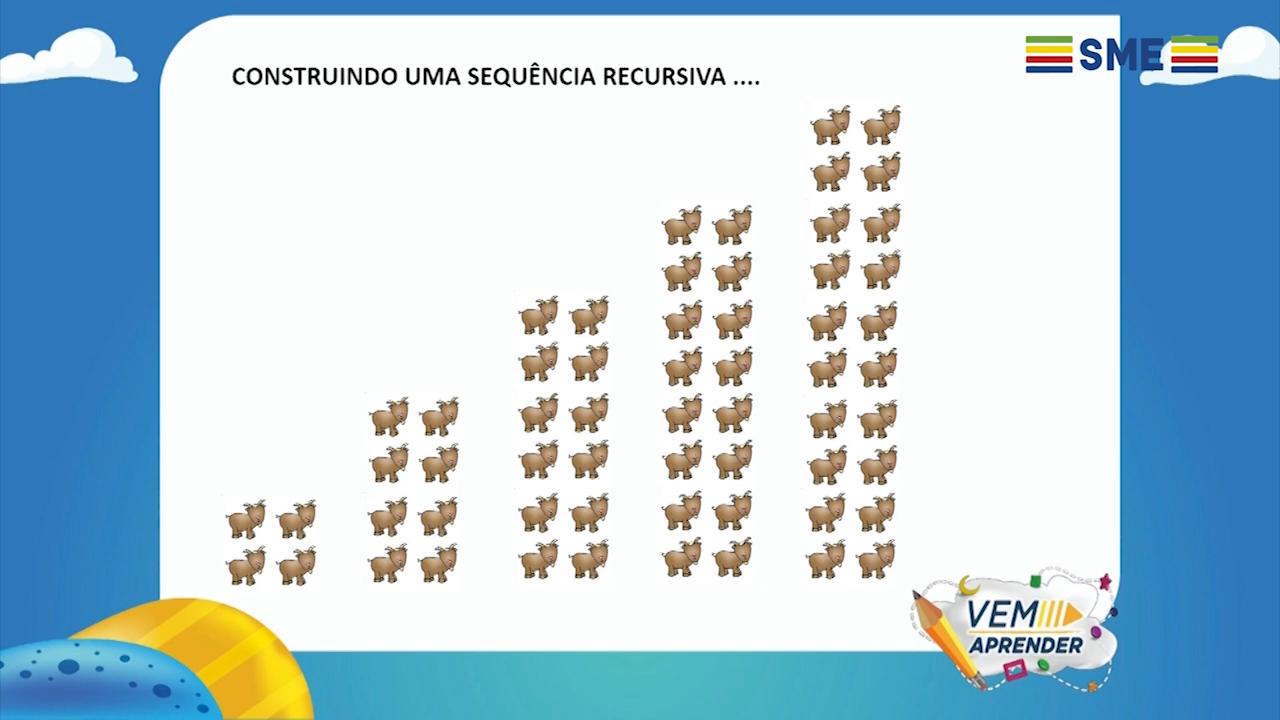 CONSTRUINDO UMA SEQUÊNCIA RECURSIVA ....
SME
VEM
APRENDER